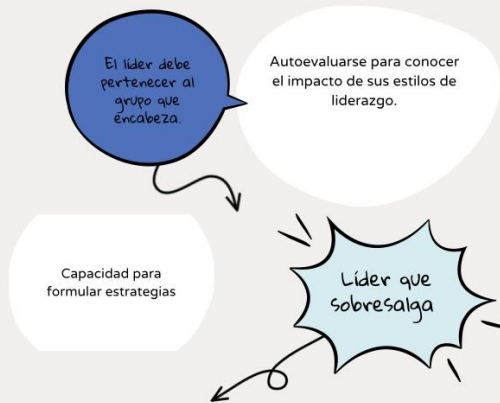 El líder debe
pertenecer al
grupo que
encabeza.
Autoevaluarse para conocer
el impacto de sus estilos de
liderazgo.
Capacidad para
formular estrategias
Líder que
sobresalga